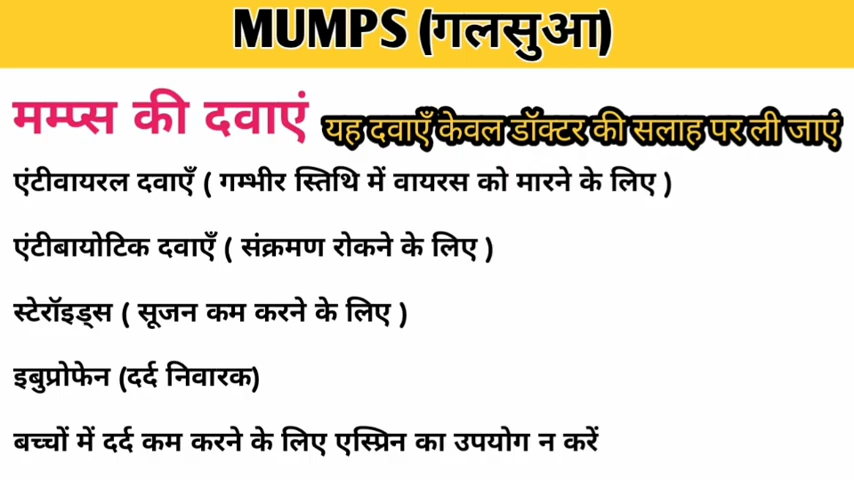 MUMPS (गलसुआ)
मम्प्स की दवाएं यह दवाएँ केवल डॉक्टर की सलाह पर ली जाएं
एंटीवायरल दवाएँ ( गम्भीर स्तिथि में वायरस को मारने के लिए )
एंटीबायोटिक दवाएँ ( संक्रमण रोकने के लिए )
स्टेरॉइड्स ( सूजन कम करने के लिए )
इबुप्रोफेन (दर्द निवारक)
बच्चों में दर्द कम करने के लिए एस्प्रिन का उपयोग न करें